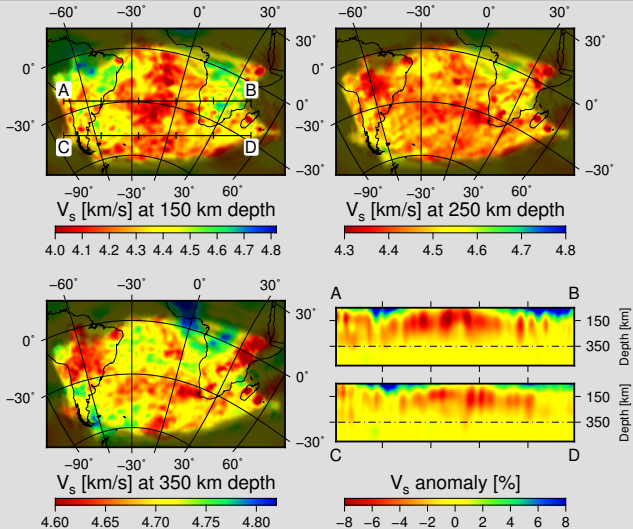 −60° −30° 0° 30°
30°
0°
A B
0°
−30°
C D
−30°
−90° −30° 30° 60°
Vs [km/s] at 150 km depth
4.0 4.1 4.2 4.3 4.4 4.5 4.6 4.7 4.8
−60° −30° 0° 30°
30°
0°
0°
−30°
−30°
−90° −30° 30° 60°
Vs [km/s] at 250 km depth
4.3 4.4 4.5 4.6 4.7 4.8
−60° −30° 0° 30°
30°
0°
0°
−30°
−30°
−90° −30° 30° 60°
Vs [km/s] at 350 km depth
4.60 4.65 4.70 4.75 4.80
A B
150
350
Depth [km]
150
350
Depth [km]
C D
Vs anomaly [%]
−8 −6 −4 −2 0 2 4 6 8